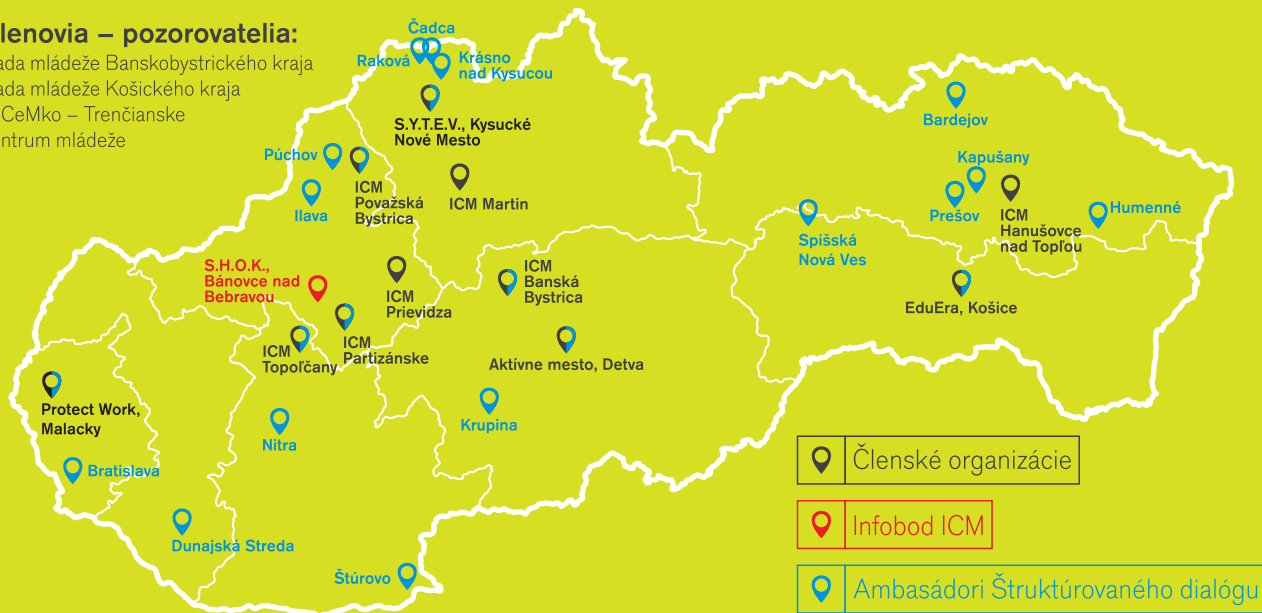 lenovia – pozorovatelia:
ada mládeže Banskobystrického kraja
ada mládeže Košického kraja
CeMko – Trenčianske
ntrum mládeže
Čadca
Raková
Krásno
nad Kysucou
S.Y.T.E.V., Kysucké
Nové Mesto
Púchov
ICM
Považská
Bystrica
Ilava
ICM Martin
Bardejov
Kapušany
Prešov
ICM
Hanušovce
nad Topľou
Humenné
Spišská
Nová Ves
S.H.O.K.,
Bánovce nad
Bebravou
ICM
Prievidza
ICM
Banská
Bystrica
EduEra, Košice
ICM
Topoľčany
ICM
Partizánske
Aktívne mesto, Detva
Protect Work,
Malacky
Krupina
Nitra
Bratislava
Dunajská Streda
Štúrovo
Členské organizácie
Infobod ICM
Ambasádori Štruktúrovaného dialógu